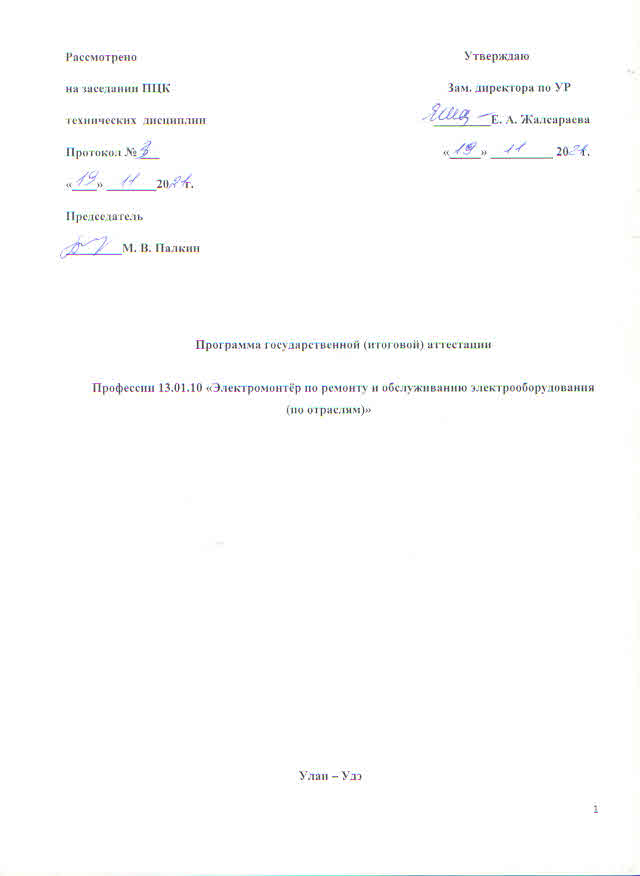 Рассмотрено
на заседании ПЦК
технических дисциплин
Протокол № 3
«19» 11 2021г.
Председатель
М. В. Палкин
Утверждаю
Зам. директора по УР
Е. А. Жалсараева
«19» 11 2021г.
Программа государственной (итоговой) аттестации
Профессии 13.01.10 «Электромонтёр по ремонту и обслуживанию электрооборудования
(по отраслям)»
Улан – Удэ
1